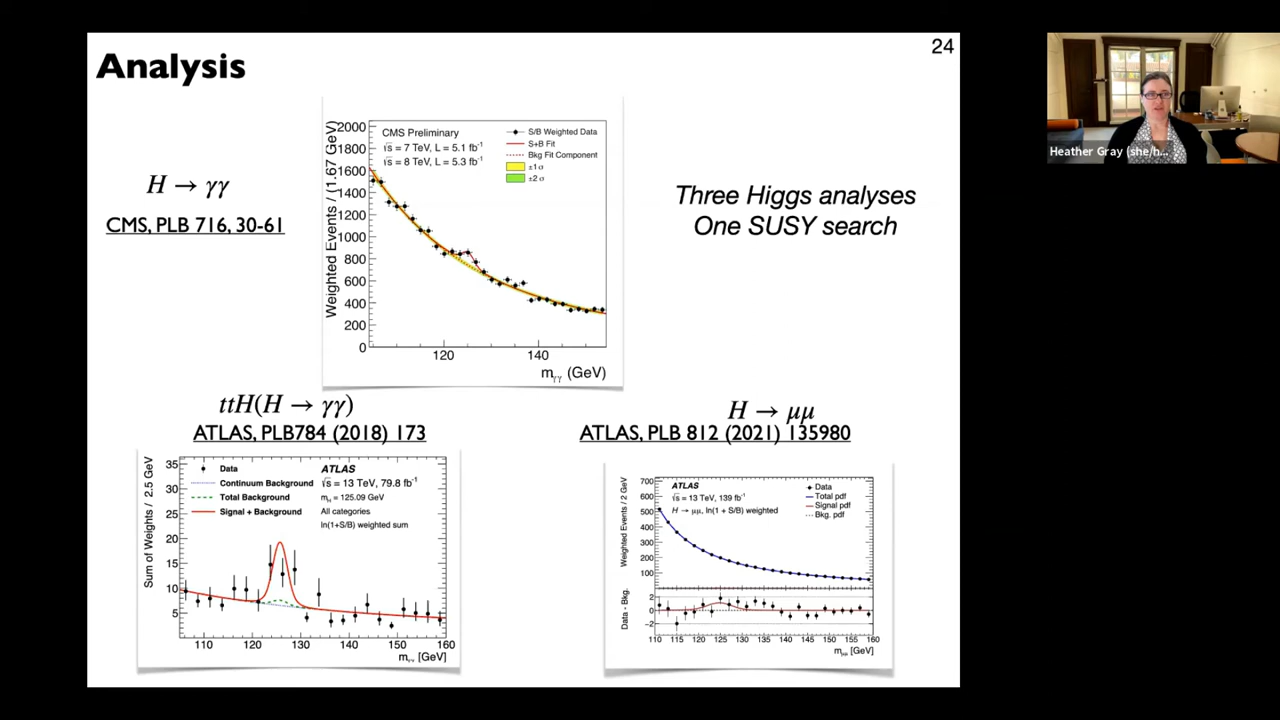 24
Analysis
Heather Gray (she/h...
H → γγ
CMS, PLB 716, 30-61
Three Higgs analyses
One SUSY search
CMS Preliminary
√s = 7 TeV, L = 5.1 fb⁻¹
√s = 8 TeV, L = 5.3 fb⁻¹
S/B Weighted Data
S+B Fit
Bkg Fit Component
±1 σ
±2 σ
Weighted Events / (1.67 GeV)
2000
1800
1600
1400
1200
1000
800
600
400
200
0
120 140
mγγ (GeV)
ttH(H → γγ)
ATLAS, PLB784 (2018) 173
H → μμ
ATLAS, PLB 812 (2021) 135980
Sum of Weights / 2.5 GeV
35
30
25
20
15
10
5
Data
Continuum Background
Total Background
Signal + Background
ATLAS
√s = 13 TeV, 79.8 fb⁻¹
mH = 125.09 GeV
All categories
ln(1+S/B) weighted sum
110 120 130 140 150 160
mγγ [GeV]
Weighted Events / 2 GeV
700
600
500
400
300
200
100
ATLAS
√s = 13 TeV, 139 fb⁻¹
H → μμ, ln(1 + S/B) weighted
Data
Total pdf
Signal pdf
Bkg. pdf
Data - Bkg.
2
0
−2
110 115 120 125 130 135 140 145 150 155 160
mμμ [GeV]